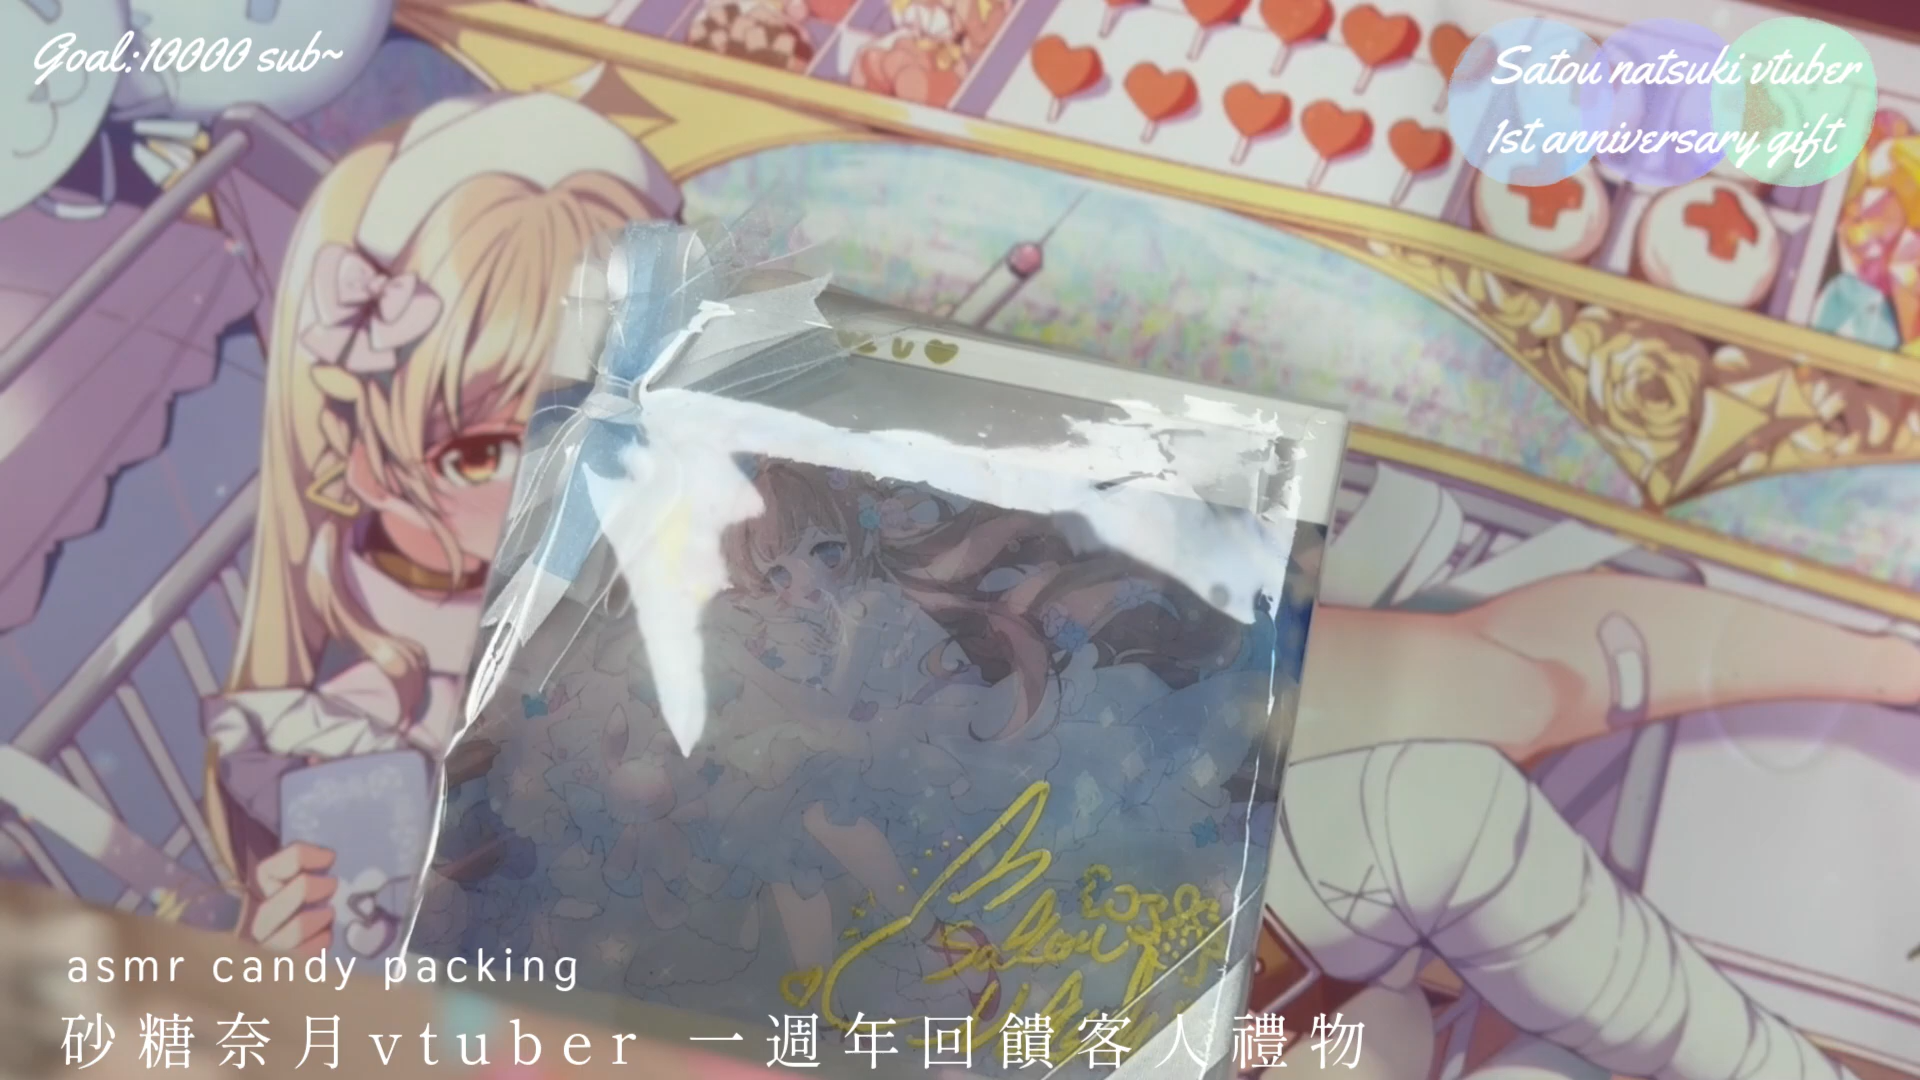 Goal:10000 sub~
Satou natsuki vtuber
1st anniversary gift
U
Satou
asmr candy packing
砂糖奈月vtuber 一週年回饋客人禮物